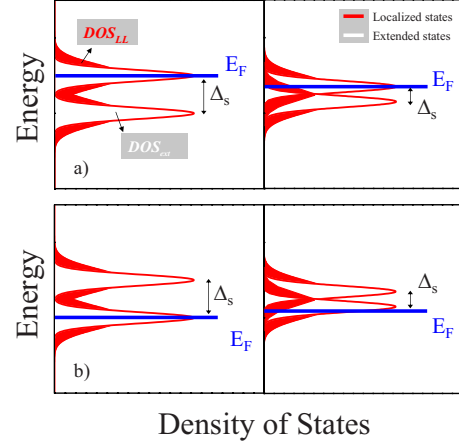 DOS_LL
E_F
Δ_s
Energy
DOS_ext
a)
Localized states
Extended states
E_F
Δ_s
Energy
Δ_s
E_F
b)
Δ_s
E_F
Density of States